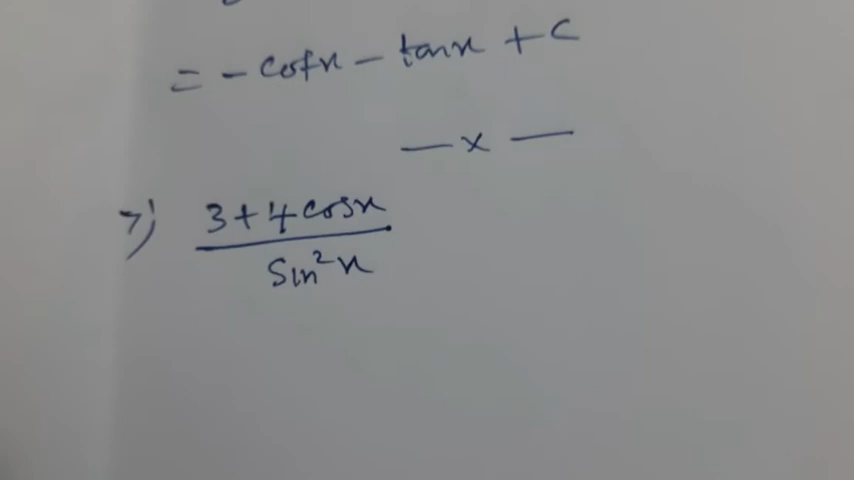 = - cotx - tanx + c
— x —
7) 3+4cosx
sin²x